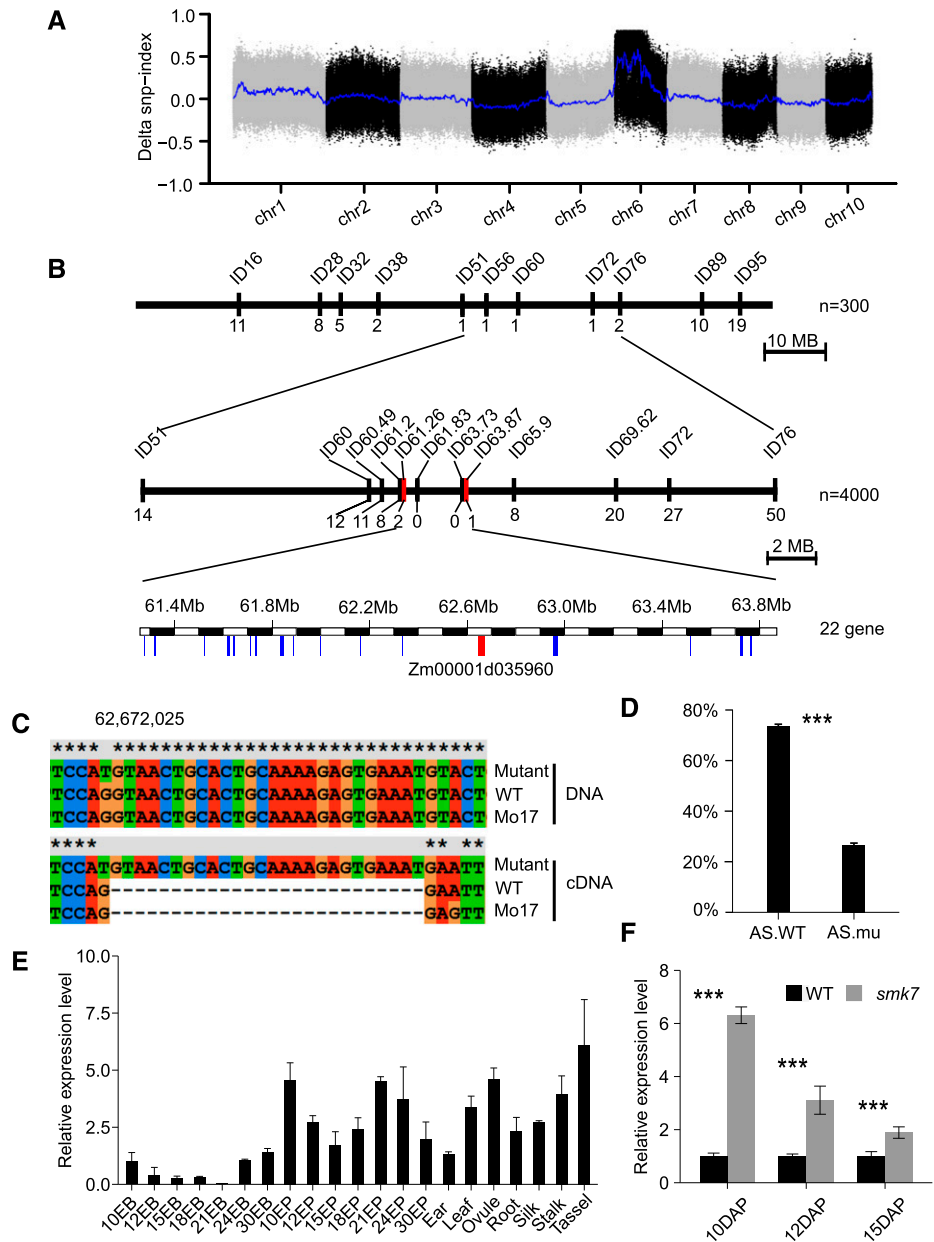 A
Delta snp-index
1.0
0.5
0.0
−0.5
−1.0
chr1 chr2 chr3 chr4 chr5 chr6 chr7 chr8 chr9 chr10
B
ID16 ID28 ID32 ID38 ID51 ID56 ID60 ID72 ID76 ID89 ID95
n=300
11 8 5 2 1 1 1 1 2 10 19
10 MB
ID51 ID60 ID60.49 ID61.2 ID61.26 ID61.83 ID63.73 ID63.87 ID65.9 ID69.62 ID72 ID76
n=4000
14 12 11 8 2 0 0 1 8 20 27 50
2 MB
61.4Mb 61.8Mb 62.2Mb 62.6Mb 63.0Mb 63.4Mb 63.8Mb
22 gene
Zm00001d035960
C
62,672,025
**** *******************************
TCCATGTAACTGCACTGCAAAAGAGTGAAATGTACT Mutant
TCCAGGTAACTGCACTGCAAAAGAGTGAAATGTACT WT
TCCAGGTAACTGCACTGCAAAAGAGTGAAATGTACT Mo17
DNA
**** ** **
TCCATGTAACTGCACTGCAAAAGAGTGAAATGAATT Mutant
TCCAG--------------------------GAATT WT
TCCAG--------------------------GAGTT Mo17
cDNA
D
80%
60%
40%
20%
0%
***
AS.WT AS.mu
E
Relative expression level
10.0
7.5
5.0
2.5
0.0
10EB 12EB 15EB 18EB 21EB 24EB 30EB 10EP 12EP 15EP 18EP 21EP 24EP 30EP Ear Leaf Ovule Root Silk Stalk Tassel
F
Relative expression level
8
6
4
2
0
WT smk7
***
***
***
10DAP 12DAP 15DAP